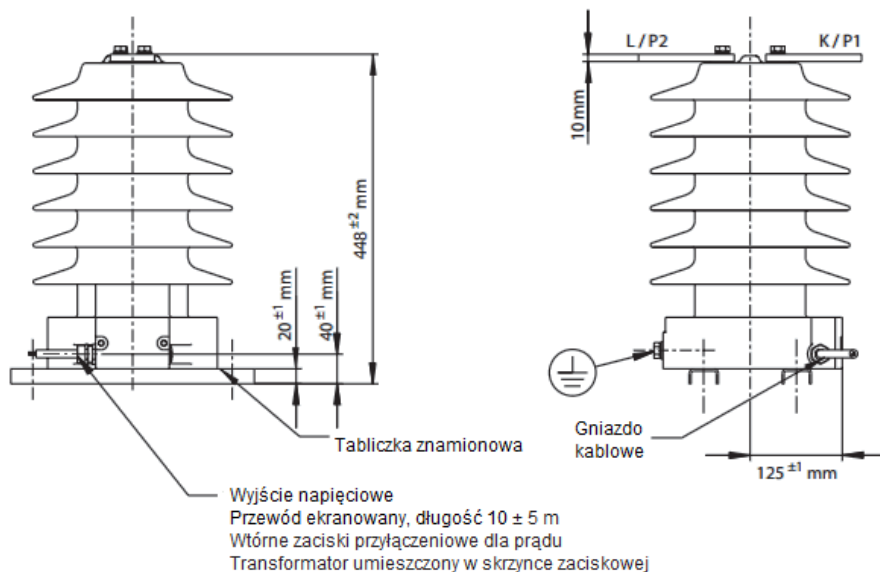 L / P2
K / P1
10 mm
448 ±2 mm
20 ±1 mm
40 ±1 mm
Tabliczka znamionowa
Gniazdo
kablowe
125 ±1 mm
Wyjście napięciowe
Przewód ekranowany, długość 10 ± 5 m
Wtórne zaciski przyłączeniowe dla prądu
Transformator umieszczony w skrzynce zaciskowej